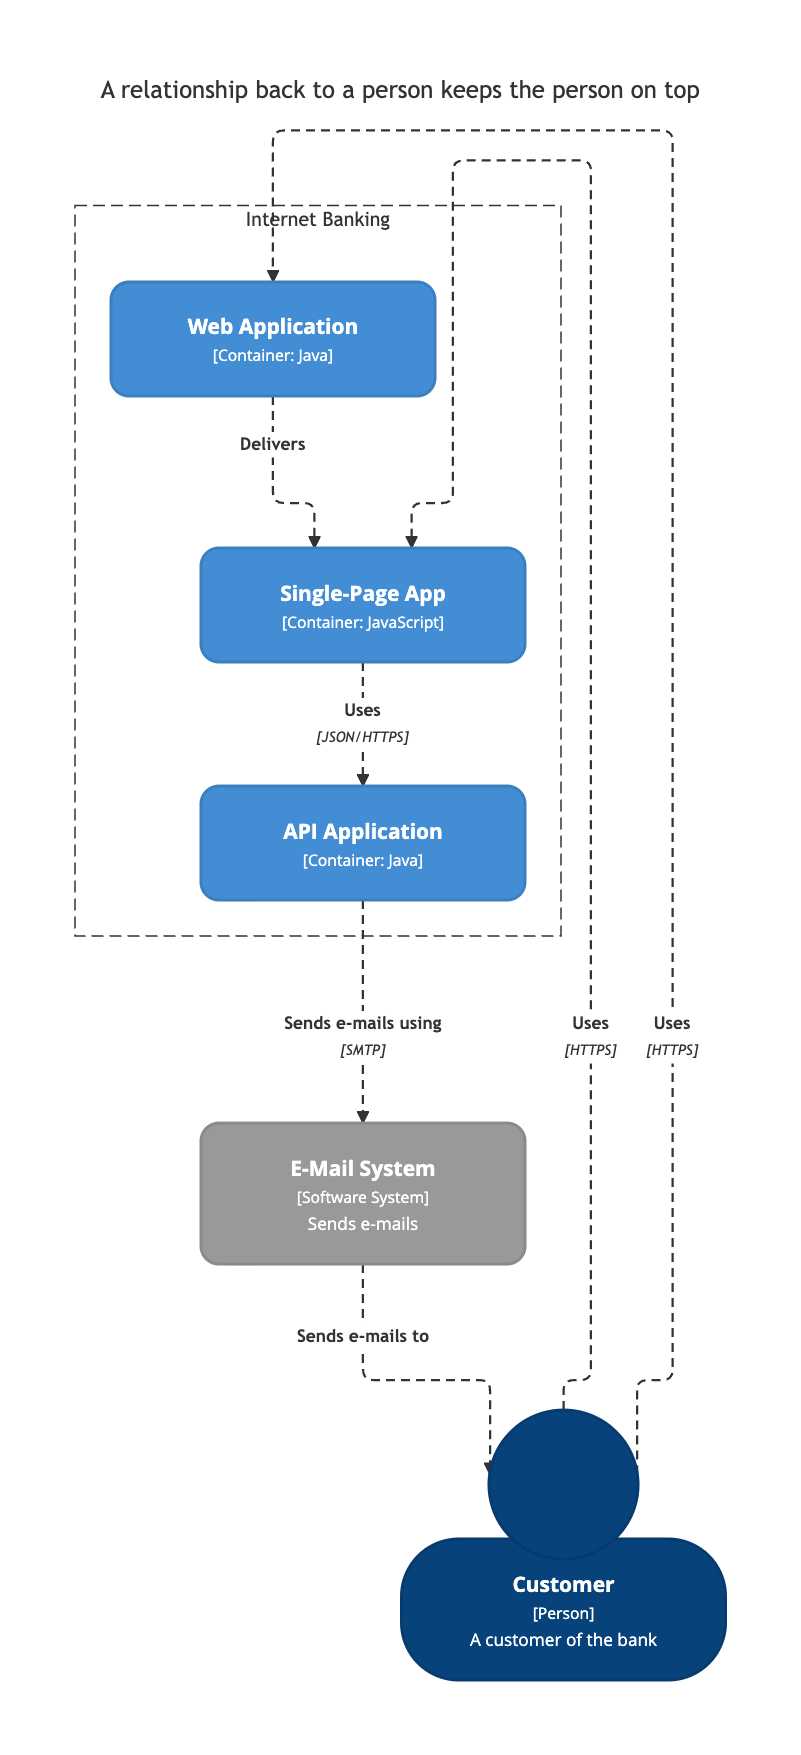 A relationship back to a person keeps the person on top
Internet Banking
Web Application
[Container: Java]
Delivers
Single-Page App
[Container: JavaScript]
Uses
[JSON/HTTPS]
API Application
[Container: Java]
Sends e-mails using
[SMTP]
Uses
[HTTPS]
Uses
[HTTPS]
E-Mail System
[Software System]
Sends e-mails
Sends e-mails to
Customer
[Person]
A customer of the bank